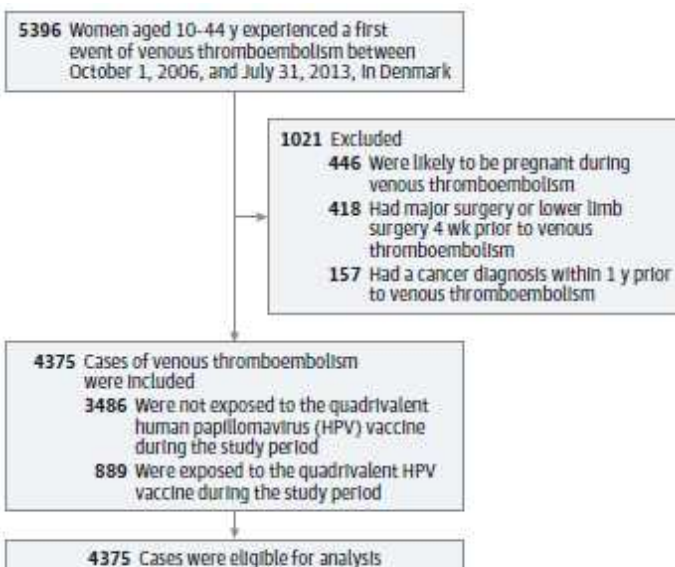 5396 Women aged 10-44 y experienced a first
event of venous thromboembolism between
October 1, 2006, and July 31, 2013, in Denmark
1021 Excluded
446 Were likely to be pregnant during
venous thromboembolism
418 Had major surgery or lower limb
surgery 4 wk prior to venous
thromboembolism
157 Had a cancer diagnosis within 1 y prior
to venous thromboembolism
4375 Cases of venous thromboembolism
were included
3486 Were not exposed to the quadrivalent
human papillomavirus (HPV) vaccine
during the study period
889 Were exposed to the quadrivalent HPV
vaccine during the study period
4375 Cases were eligible for analysis